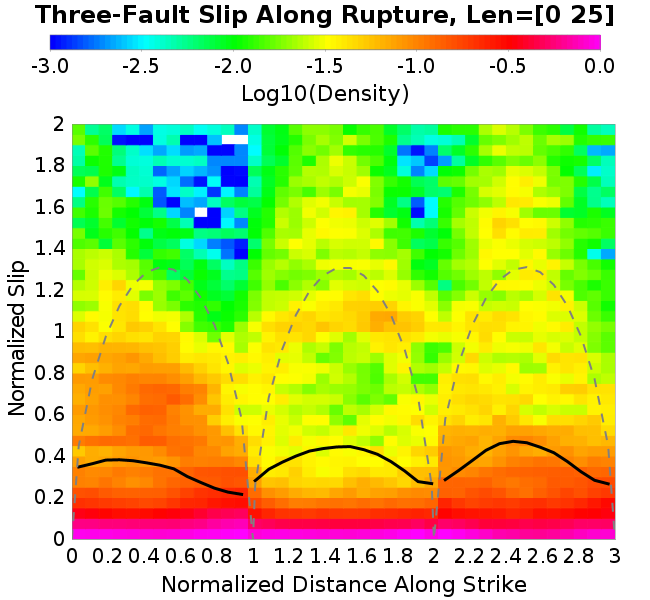 Three-Fault Slip Along Rupture, Len=[0 25]
-3.0 -2.5 -2.0 -1.5 -1.0 -0.5 0.0
Log10(Density)
2
1.8
1.6
1.4
1.2
1
0.8
0.6
0.4
0.2
0
Normalized Slip
0 0.2 0.4 0.6 0.8 1 1.2 1.4 1.6 1.8 2 2.2 2.4 2.6 2.8 3
Normalized Distance Along Strike